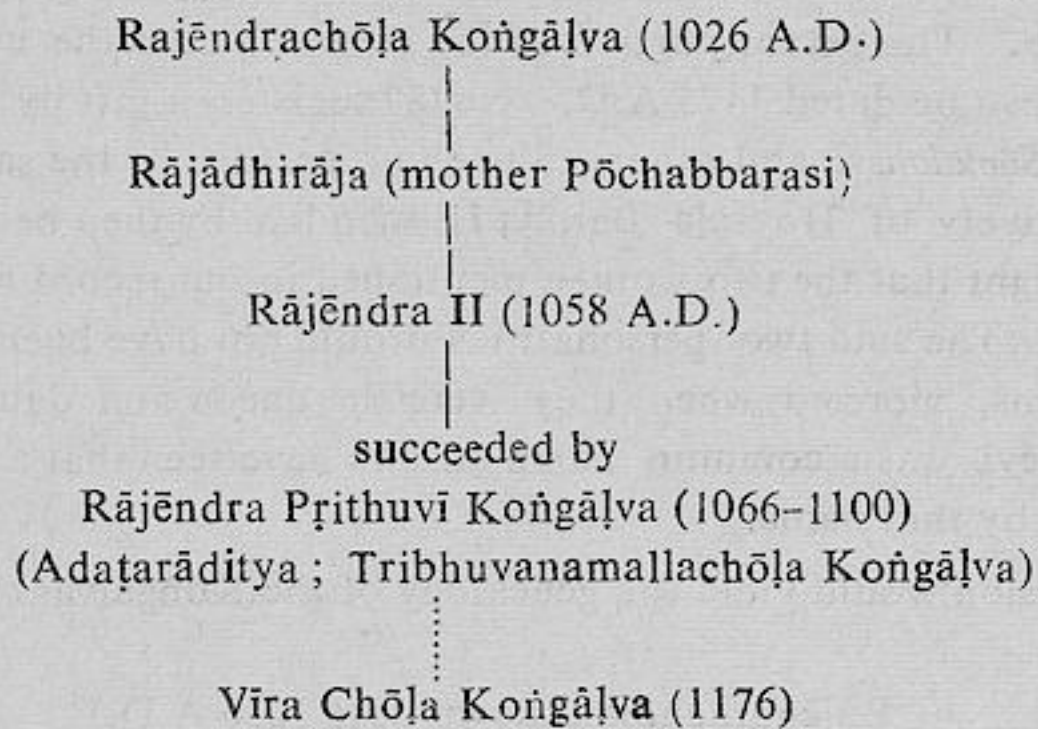 Rajēndrachōḷa Koṅgāḷva (1026 A.D.)
Rājādhirāja (mother Pōchabbarasi)
Rājēndra II (1058 A.D.)
succeeded by
Rājēndra Pṛithuvī Koṅgāḷva (1066–1100)
(Adaṭarāditya ; Tribhuvanamallachōḷa Koṅgāḷva)
Vīra Chōḷa Koṅgāḷva (1176)